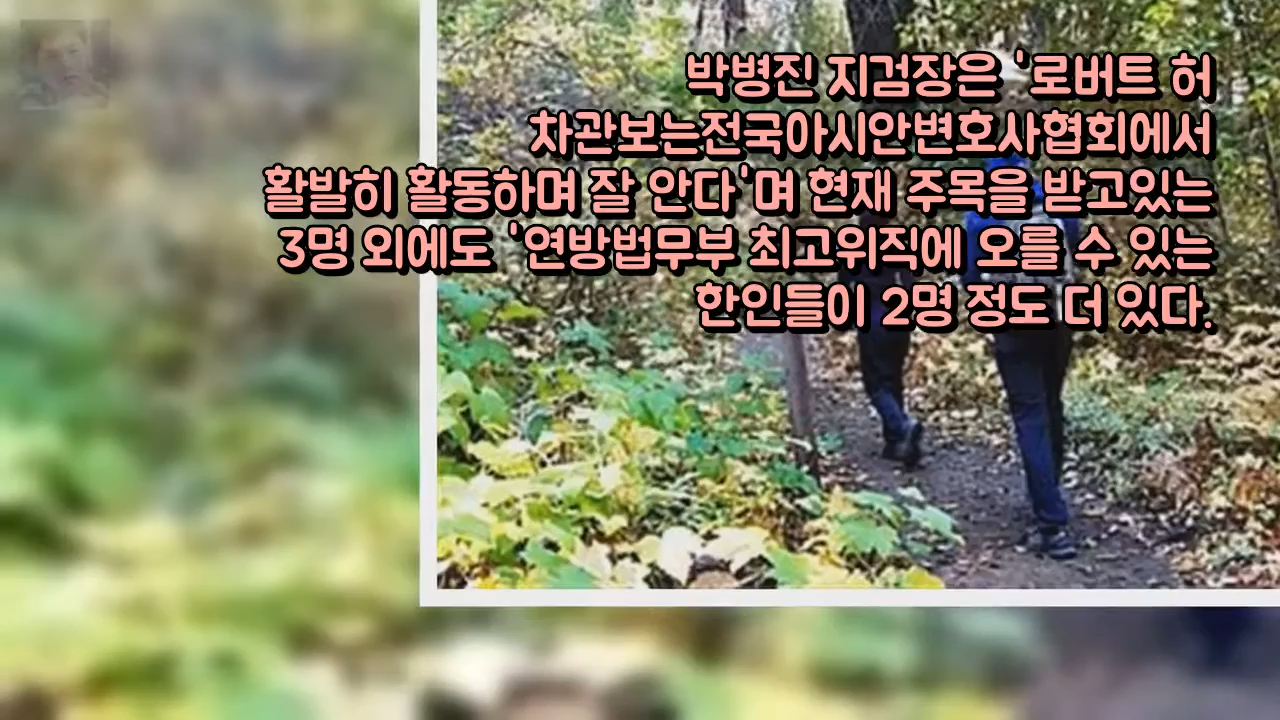 박병진 지검장은 '로버트 허
차관보는전국아시안변호사협회에서
활발히 활동하며 잘 안다'며 현재 주목을 받고있는
3명 외에도 '연방법무부 최고위직에 오를 수 있는
한인들이 2명 정도 더 있다.